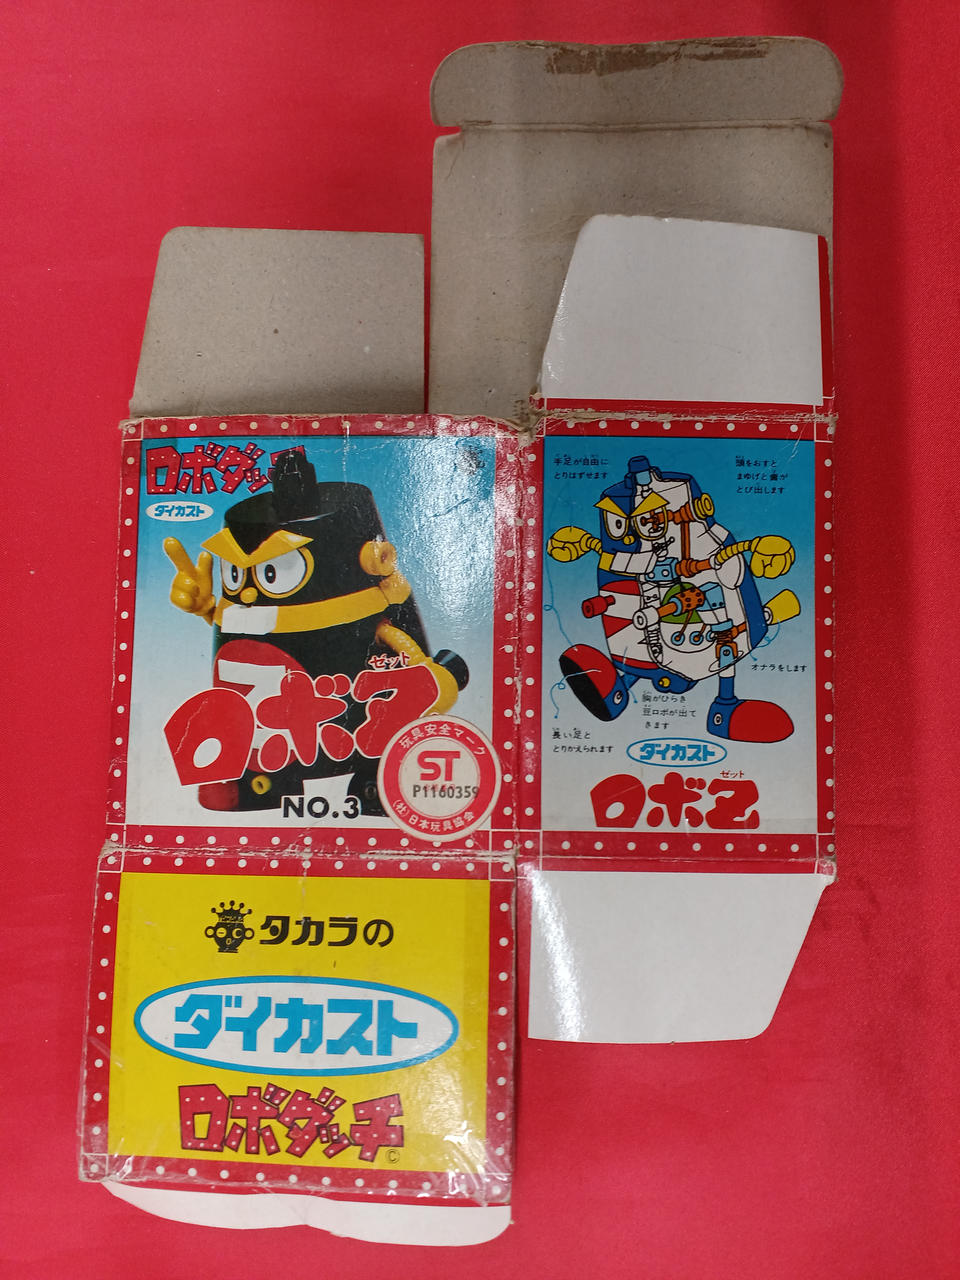 ロボダッチ
ダイカスト
ゼット
ロボZ
NO.3
玩具安全マーク
ST
P1160359
(社)日本玩具協会
手足が自由に
とりはずせます
頭をおすと
まゆげと歯が
とび出します
オナラをします
胸がひらき
豆ロボが出て
きます
長い足と
とりかえられます
ダイカスト
ゼット
ロボZ
タカラの
ダイカスト
ロボダッチ
©